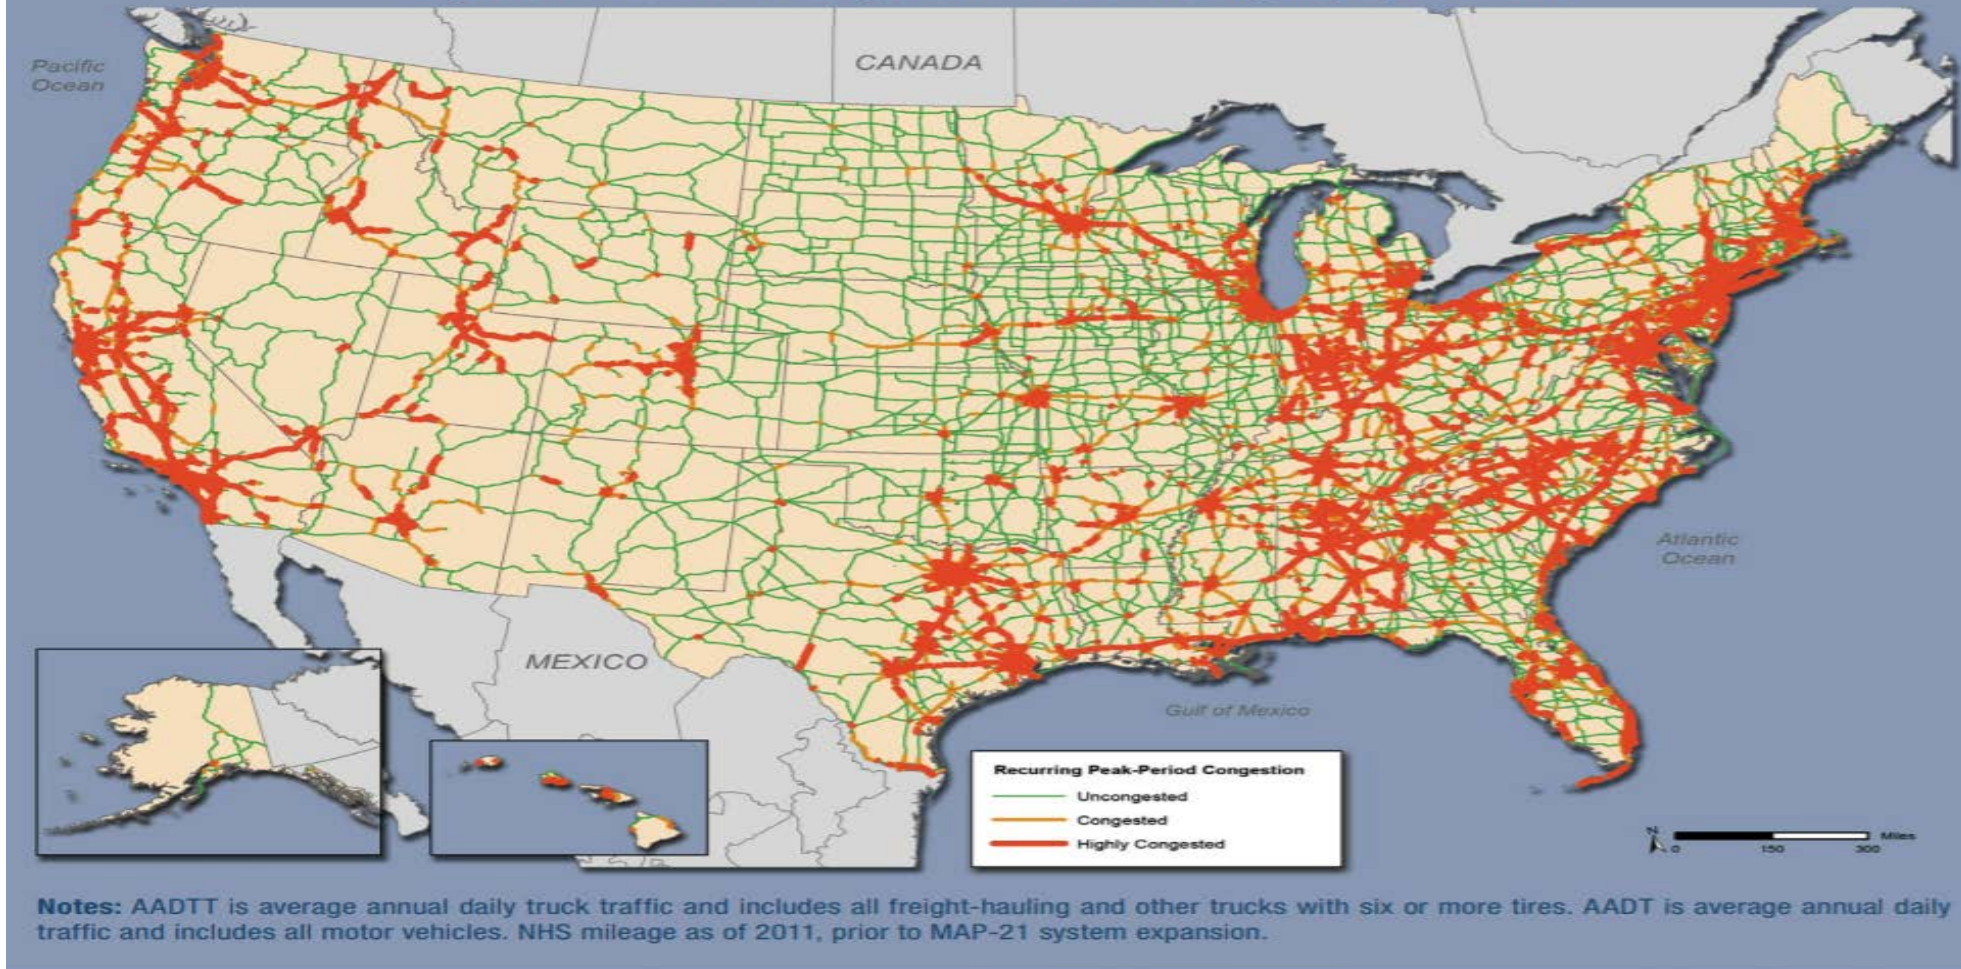 Pacific
Ocean
CANADA
Atlantic
Ocean
MEXICO
Gulf of Mexico
Recurring Peak-Period Congestion
Uncongested
Congested
Highly Congested
N
0 150 300 Miles
Notes: AADTT is average annual daily truck traffic and includes all freight-hauling and other trucks with six or more tires. AADT is average annual daily
traffic and includes all motor vehicles. NHS mileage as of 2011, prior to MAP-21 system expansion.